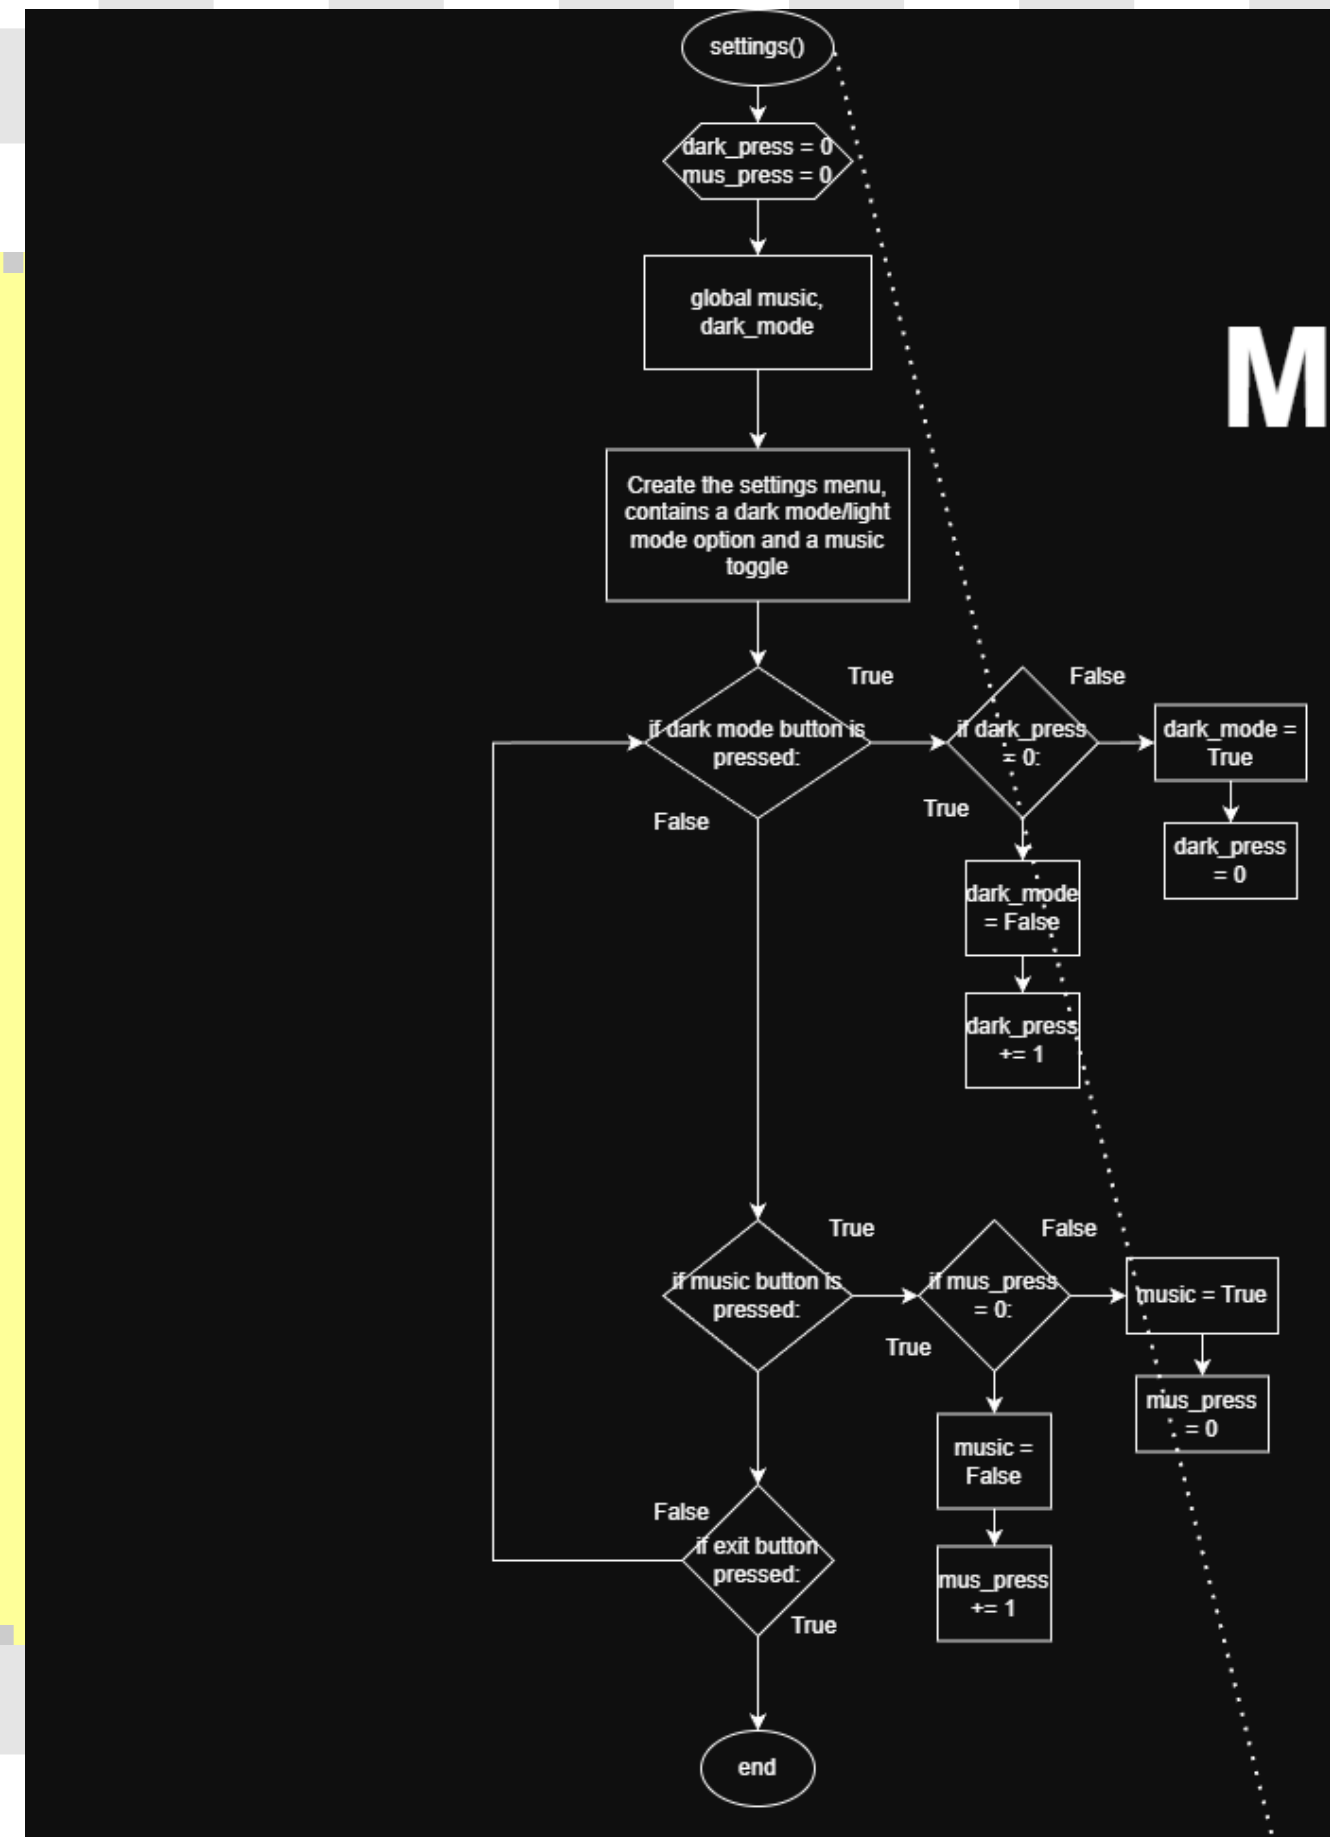 settings()
dark_press = 0
mus_press = 0
global music,
dark_mode
M
Create the settings menu,
contains a dark mode/light
mode option and a music
toggle
True
False
if dark mode button is
pressed:
if dark_press
= 0:
dark_mode =
True
True
False
dark_press
= 0
dark_mode
= False
dark_press
+= 1
True
False
if music button is
pressed:
if mus_press
= 0:
music = True
True
mus_press
= 0
music =
False
False
if exit button
pressed:
mus_press
+= 1
True
end